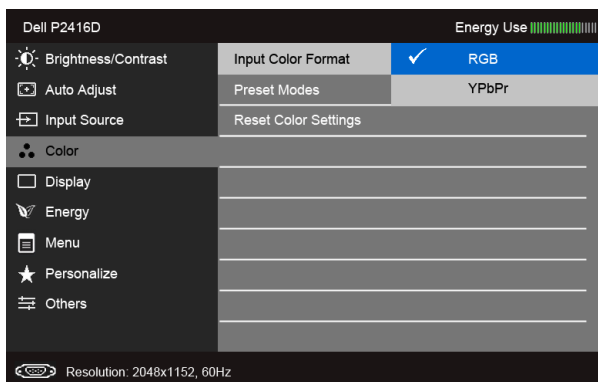 Dell P2416D Energy Use
Brightness/Contrast Input Color Format RGB
Auto Adjust Preset Modes YPbPr
Input Source Reset Color Settings
Color
Display
Energy
Menu
Personalize
Others
Resolution: 2048x1152, 60Hz